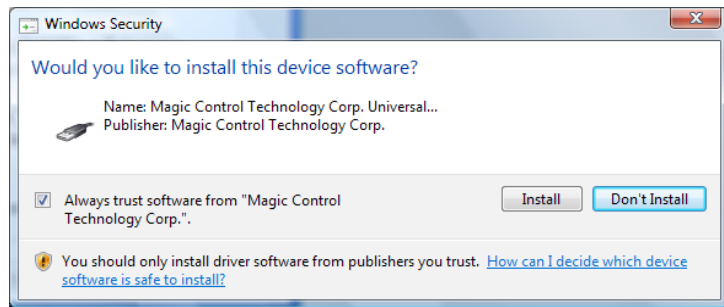 Windows Security
Would you like to install this device software?
Name: Magic Control Technology Corp. Universal...
Publisher: Magic Control Technology Corp.
Always trust software from "Magic Control
Technology Corp.".
Install
Don't Install
You should only install driver software from publishers you trust. How can I decide which device
software is safe to install?